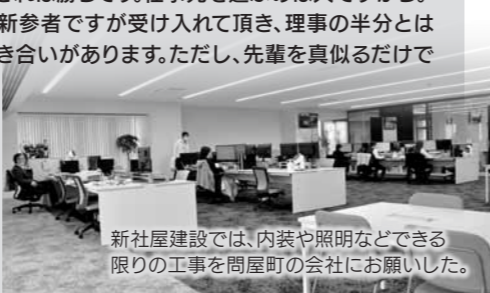 新参者ですが受け入れて頂き、理事の半分とは
き合いがあります。ただし、先輩を真似るだけで
新社屋建設では、内装や照明などできる
限りの工事を問屋町の会社にお願いした。